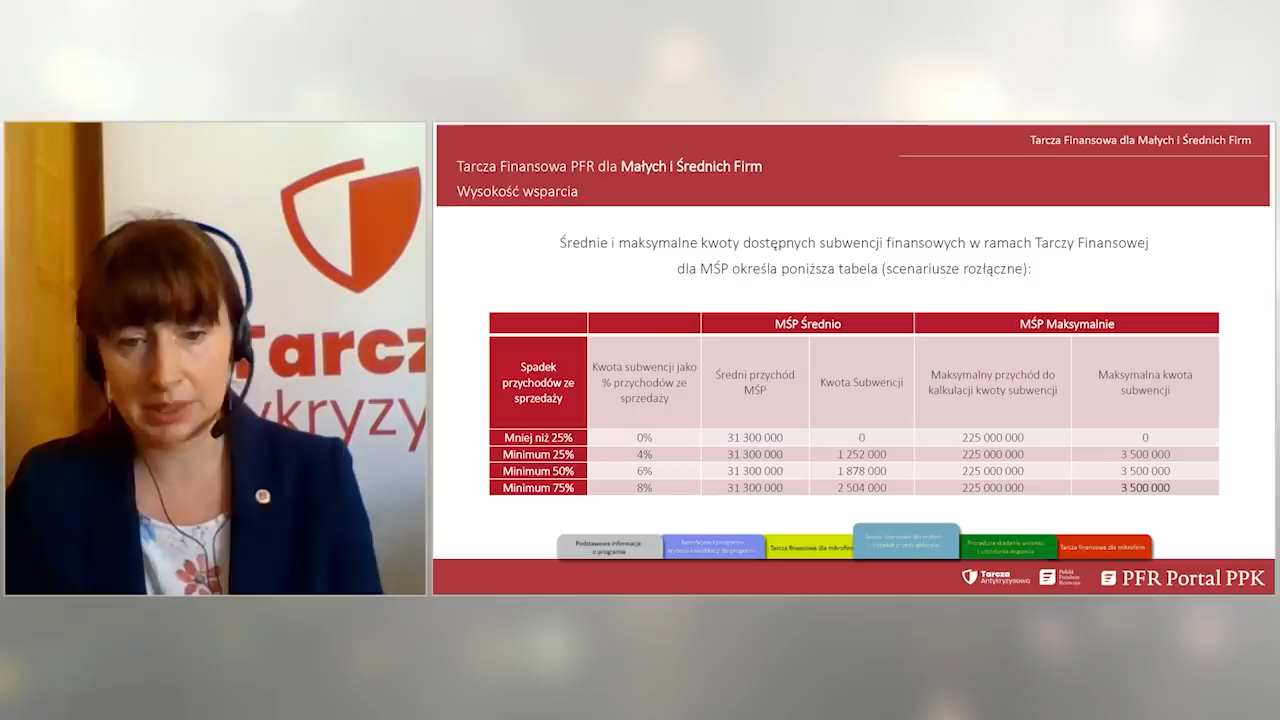 Tarcza
Tarcza Finansowa dla Małych i Średnich Firm
Tarcza Finansowa PFR dla Małych i Średnich Firm
Wysokość wsparcia
Średnie i maksymalne kwoty dostępnych subwencji finansowych w ramach Tarczy Finansowej
dla MŚP określa poniższa tabela (scenariusze rozłączne):
MŚP Średnio MŚP Maksymalnie
Spadek przychodów ze sprzedaży
Kwota subwencji jako % przychodów ze sprzedaży
Średni przychód MŚP
Kwota Subwencji
Maksymalny przychód do kalkulacji kwoty subwencji
Maksymalna kwota subwencji
Mniej niż 25% 0% 31 300 000 0 225 000 000 0
Minimum 25% 4% 31 300 000 1 252 000 225 000 000 3 500 000
Minimum 50% 6% 31 300 000 1 878 000 225 000 000 3 500 000
Minimum 75% 8% 31 300 000 2 504 000 225 000 000 3 500 000
Podstawowe informacje
o programie
Tarcza finansowa dla mikrofirm
Tarcza finansowa dla mikrofirm
Tarcza
Antykryzysowa
Polski
Fundusz
Rozwoju
PFR Portal PPK